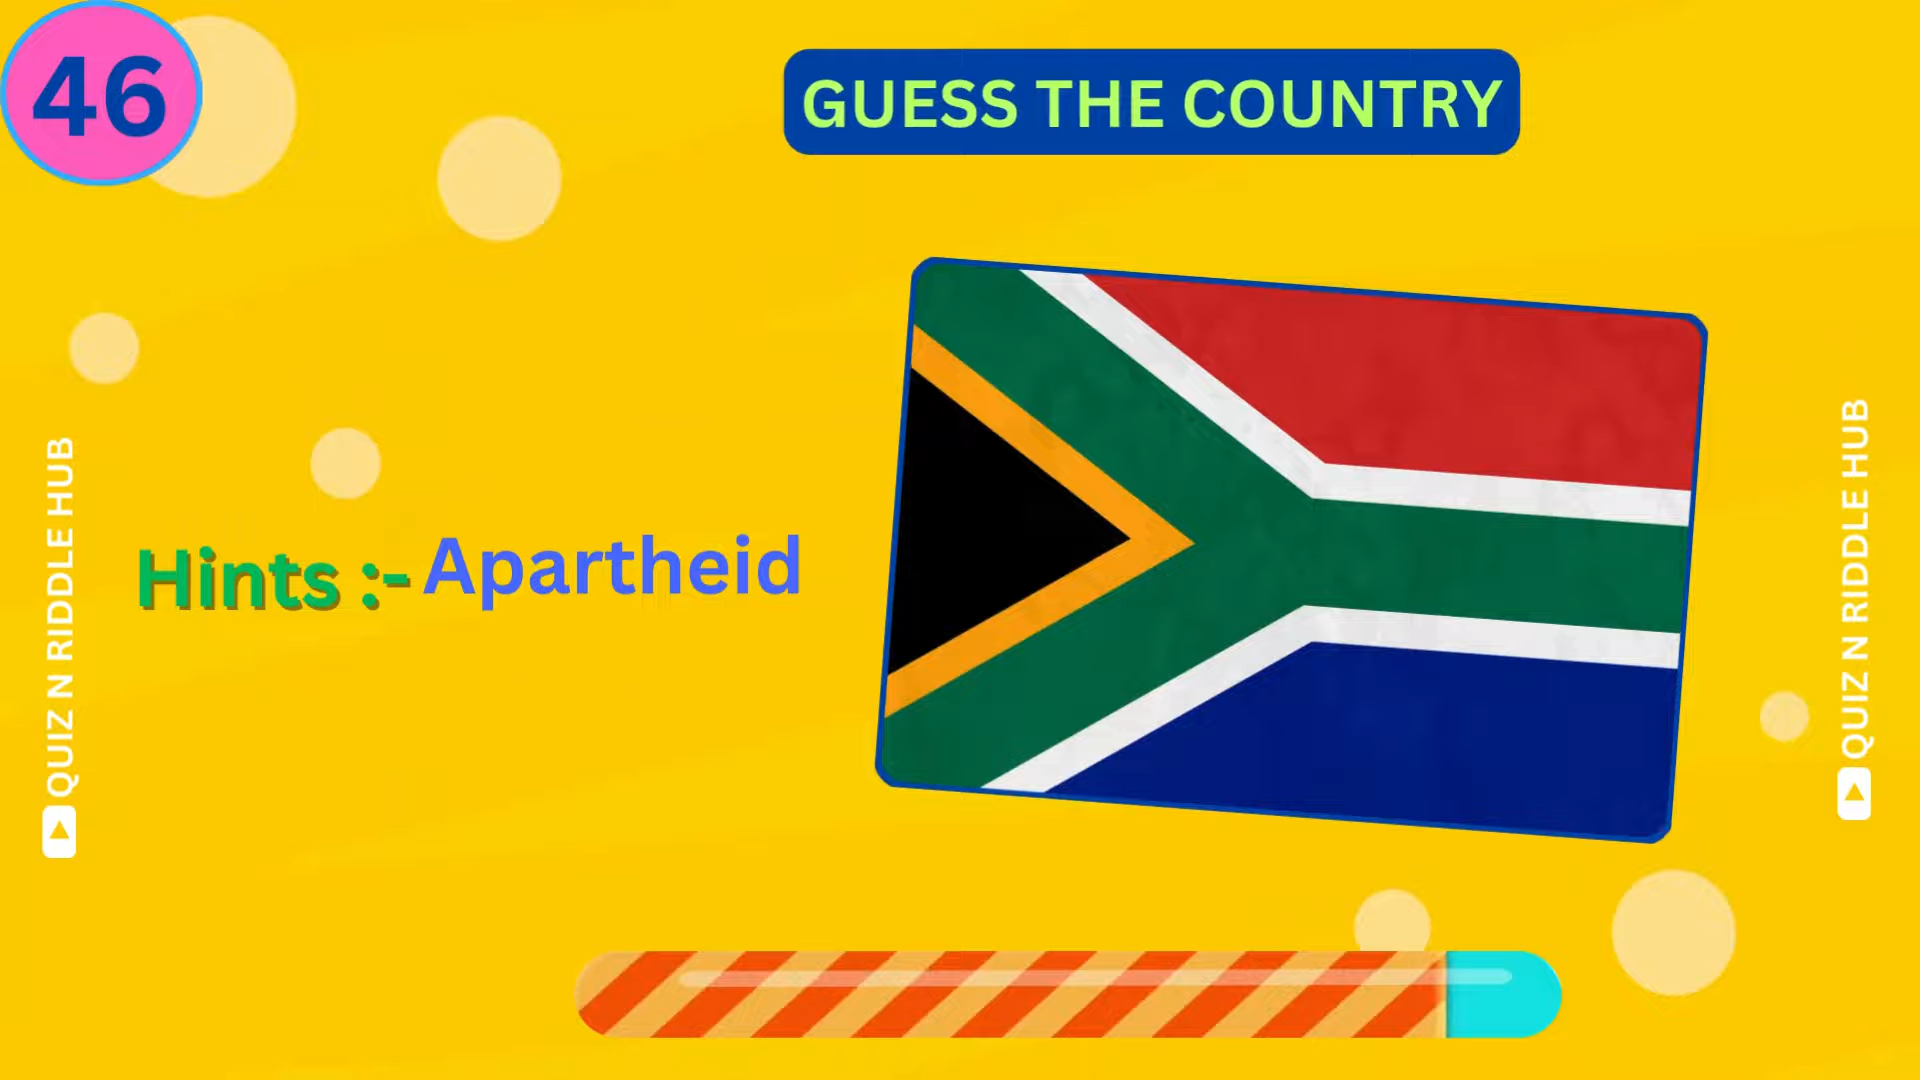 46
GUESS THE COUNTRY
Hints :- Apartheid
QUIZ N RIDDLE HUB
QUIZ N RIDDLE HUB